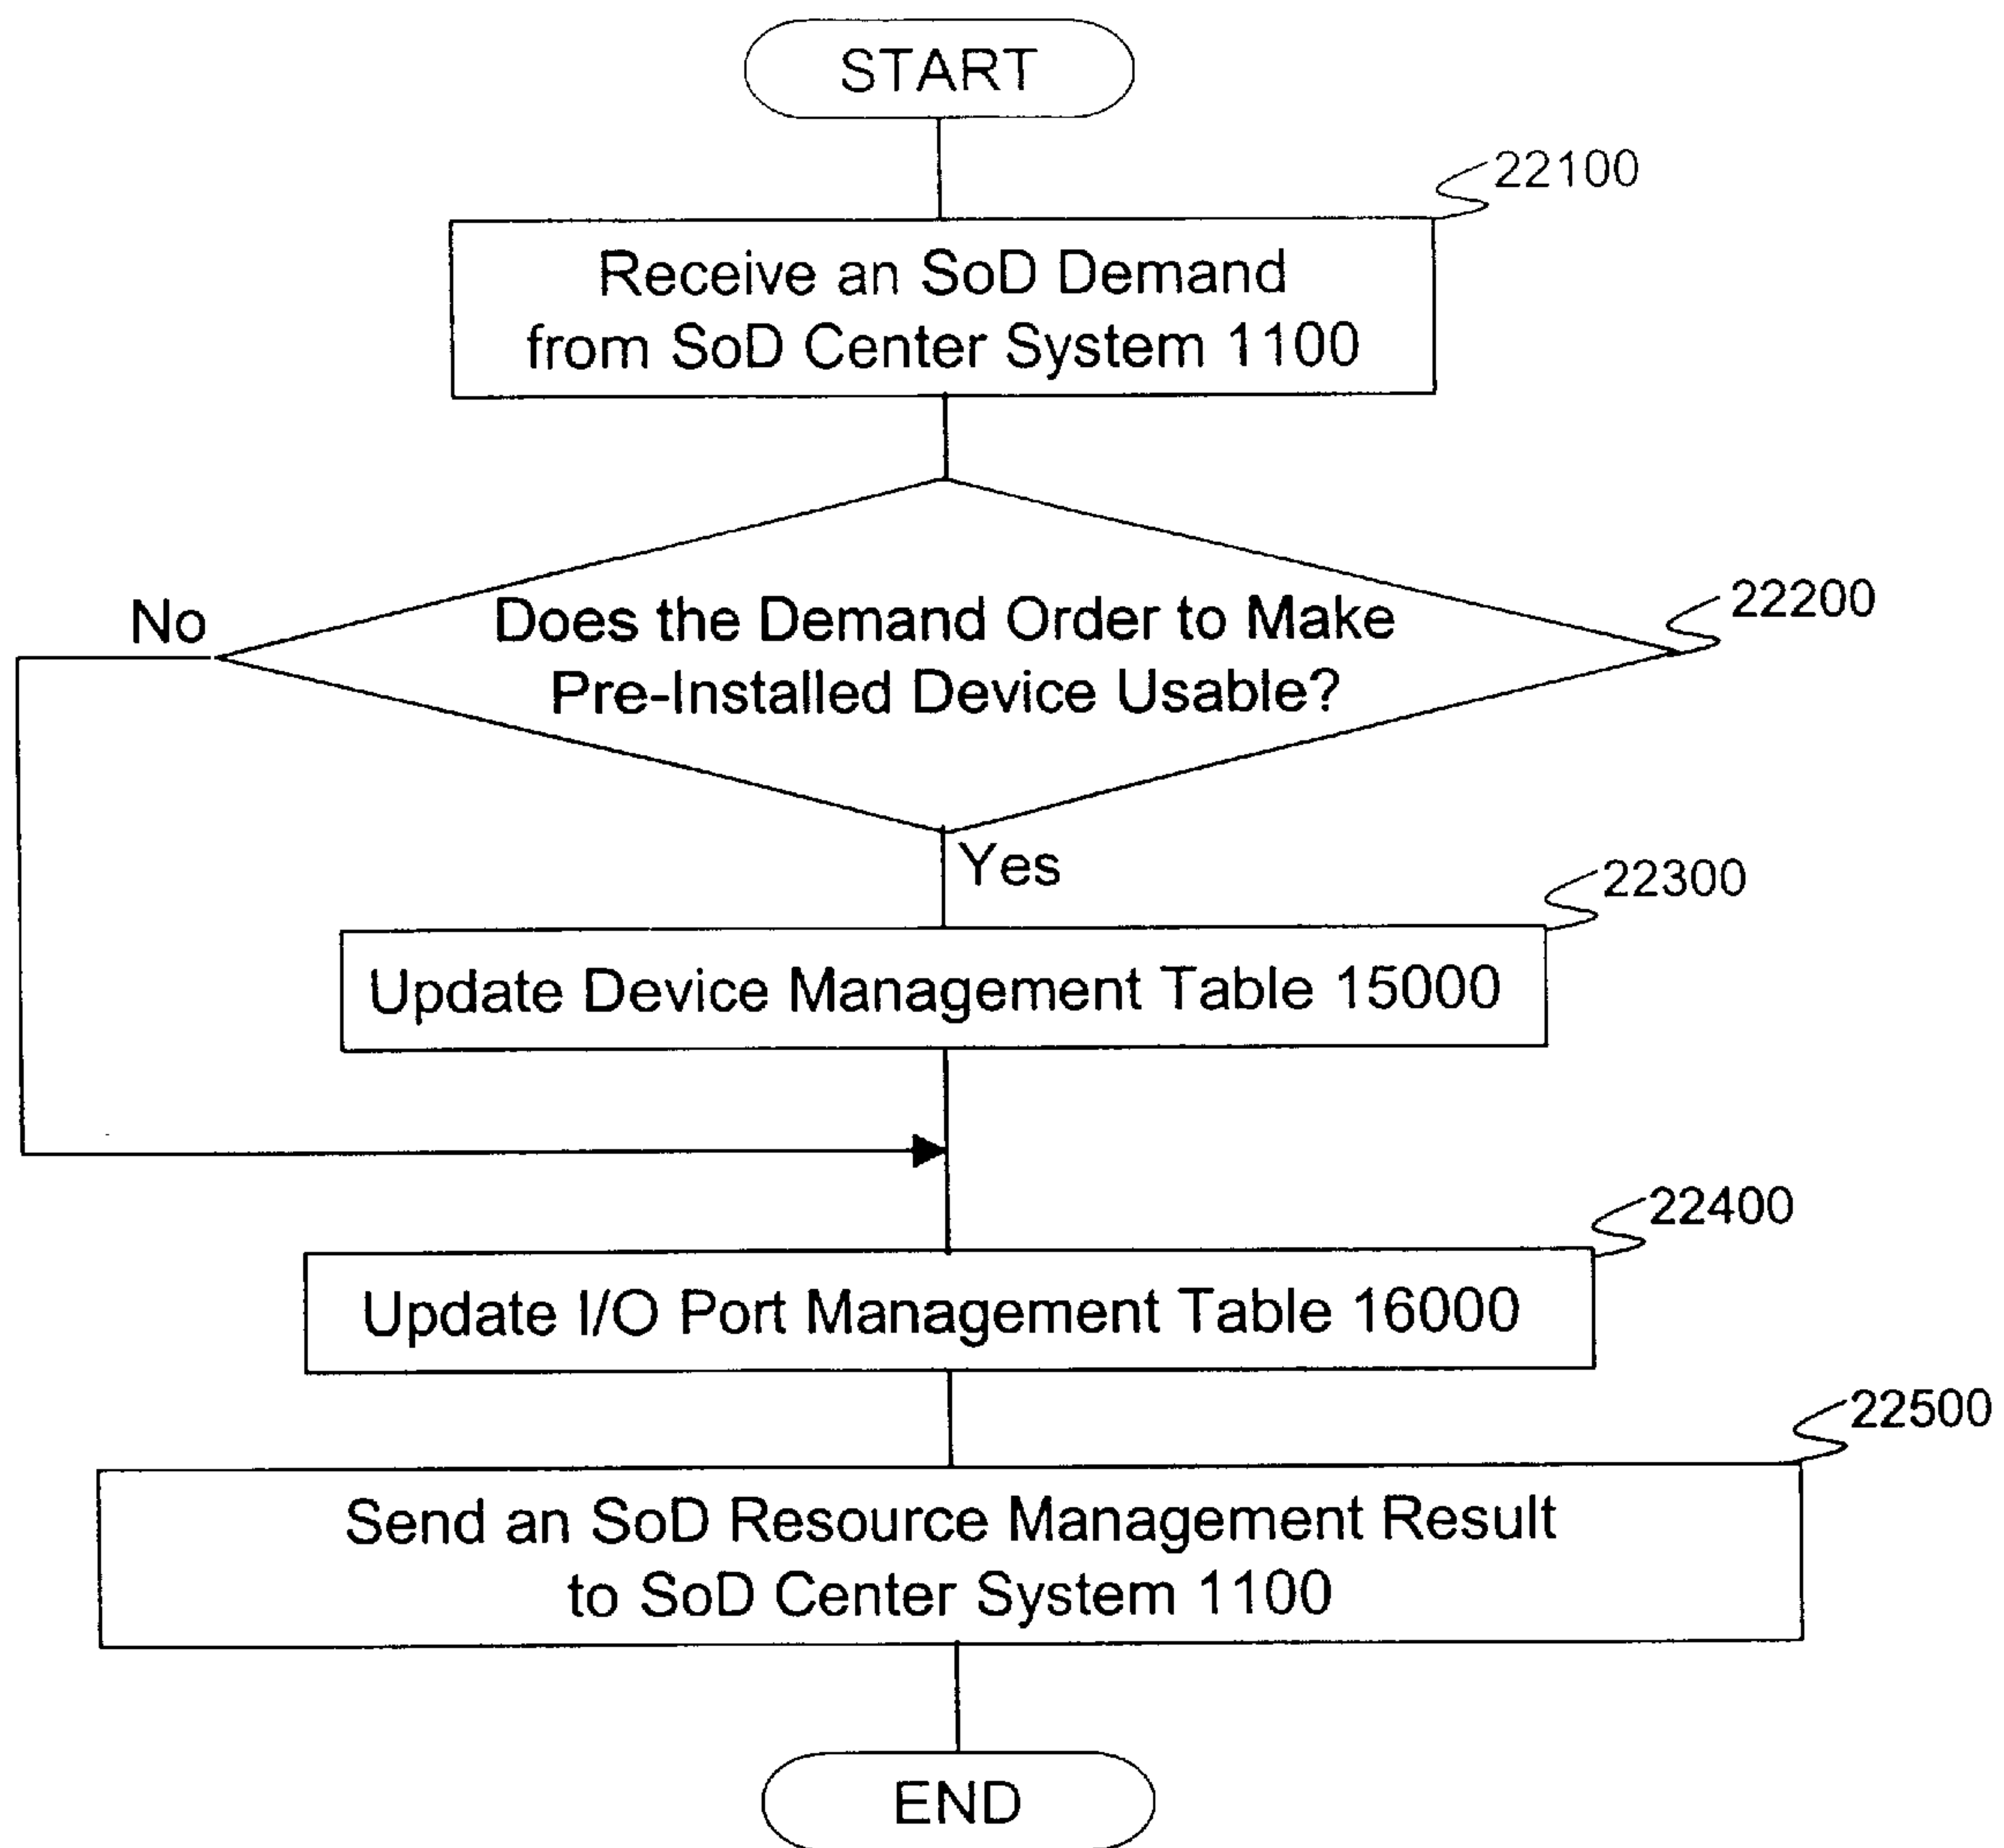 START
22100
Receive an SoD Demand
from SoD Center System 1100
22200
No
Does the Demand Order to Make
Pre-Installed Device Usable?
Yes
22300
Update Device Management Table 15000
22400
Update I/O Port Management Table 16000
22500
Send an SoD Resource Management Result
to SoD Center System 1100
END